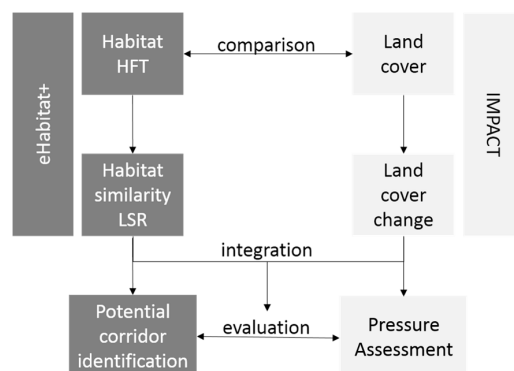 eHabitat+
Habitat
HFT
comparison
Land
cover
IMPACT
Habitat
similarity
LSR
Land
cover
change
integration
Potential
corridor
identification
evaluation
Pressure
Assessment